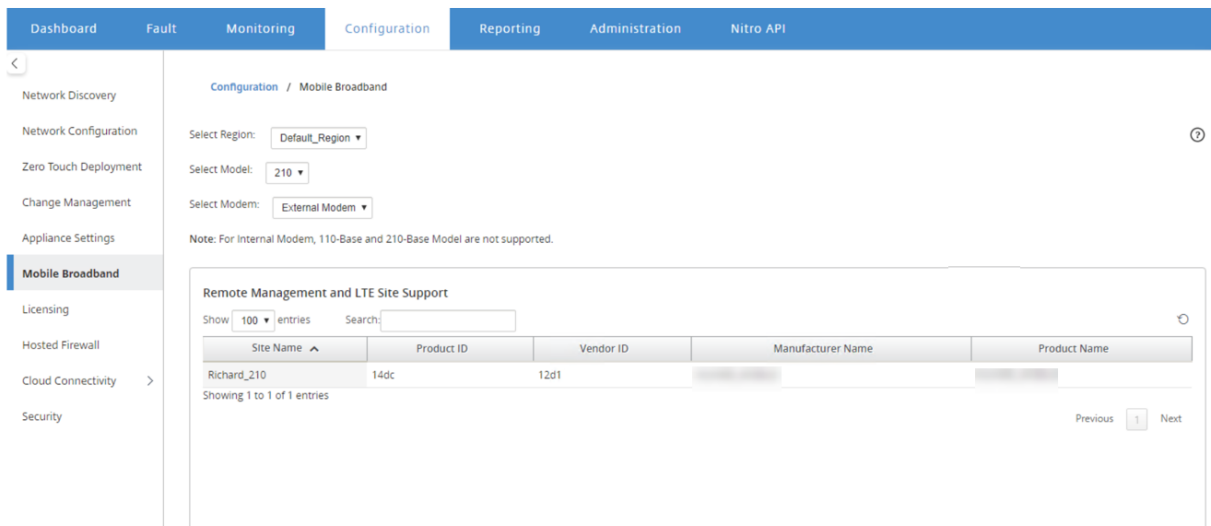 Dashboard Fault Monitoring Configuration Reporting Administration Nitro API
Configuration / Mobile Broadband
Network Discovery
Network Configuration
Zero Touch Deployment
Change Management
Appliance Settings
Mobile Broadband
Licensing
Hosted Firewall
Cloud Connectivity
Security
Select Region: Default_Region
Select Model: 210
Select Modem: External Modem
Note: For Internal Modem, 110-Base and 210-Base Model are not supported.
Remote Management and LTE Site Support
Show 100 entries Search:
Site Name Product ID Vendor ID Manufacturer Name Product Name
Richard_210 14dc 12d1
Showing 1 to 1 of 1 entries
Previous 1 Next